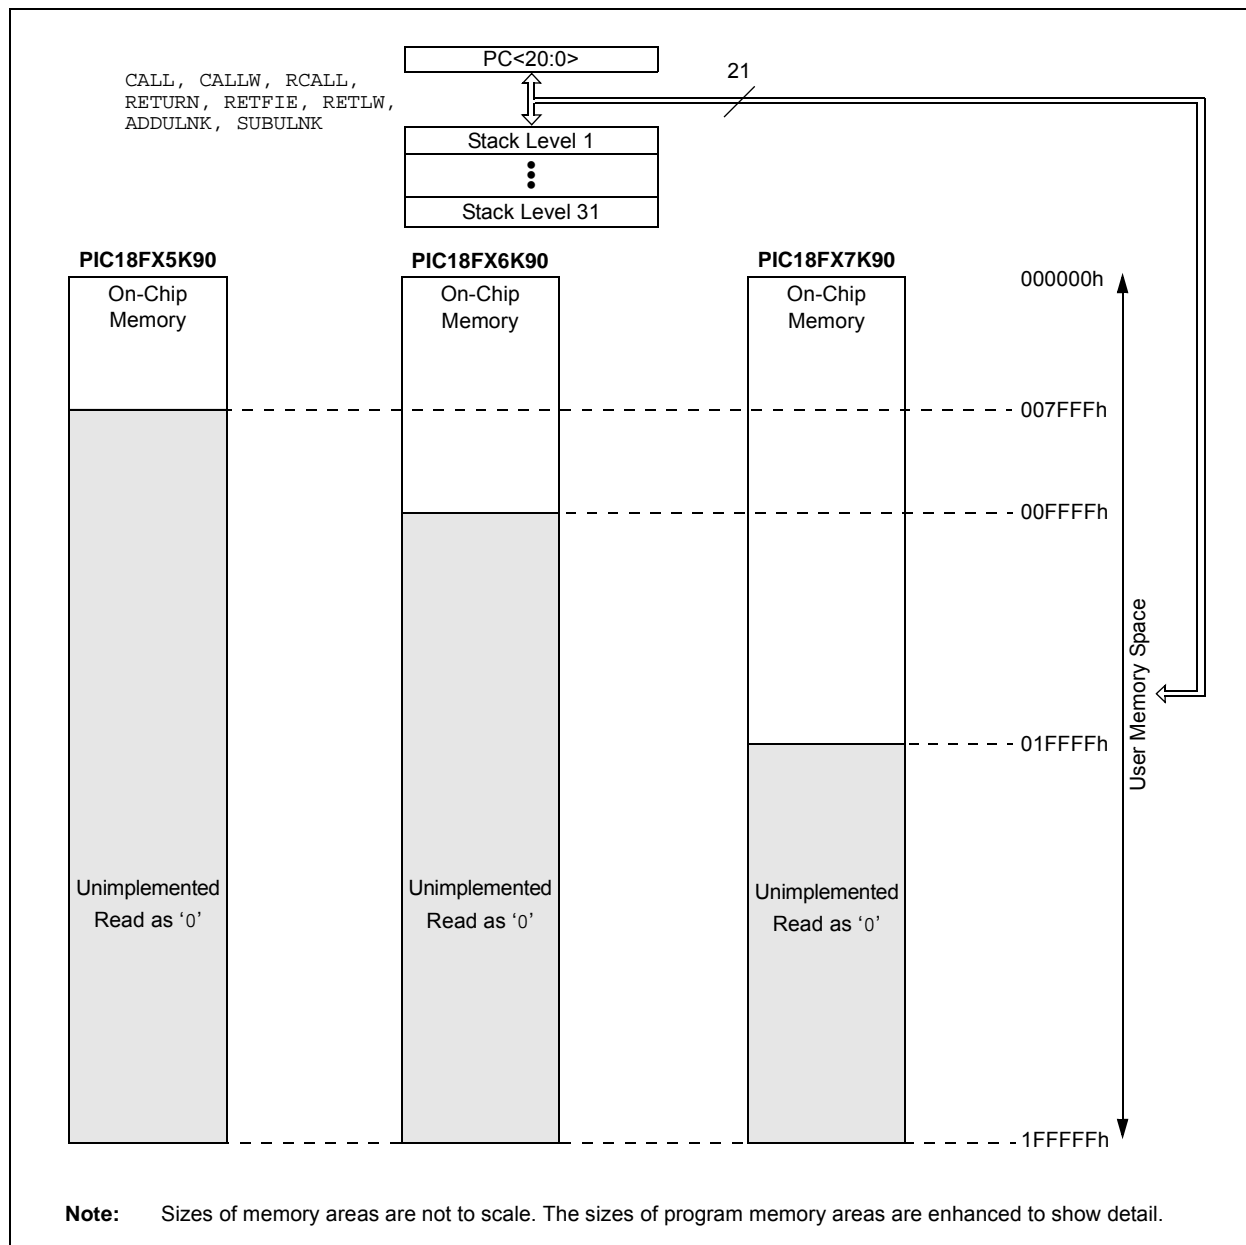 PC<20:0>
21
CALL, CALLW, RCALL,
RETURN, RETFIE, RETLW,
ADDULNK, SUBULNK
Stack Level 1
Stack Level 31
PIC18FX5K90
PIC18FX6K90
PIC18FX7K90
On-Chip
Memory
On-Chip
Memory
On-Chip
Memory
000000h
007FFFh
00FFFFh
01FFFFh
User Memory Space
Unimplemented
Read as ‘0’
Unimplemented
Read as ‘0’
Unimplemented
Read as ‘0’
1FFFFFh
Note: Sizes of memory areas are not to scale. The sizes of program memory areas are enhanced to show detail.